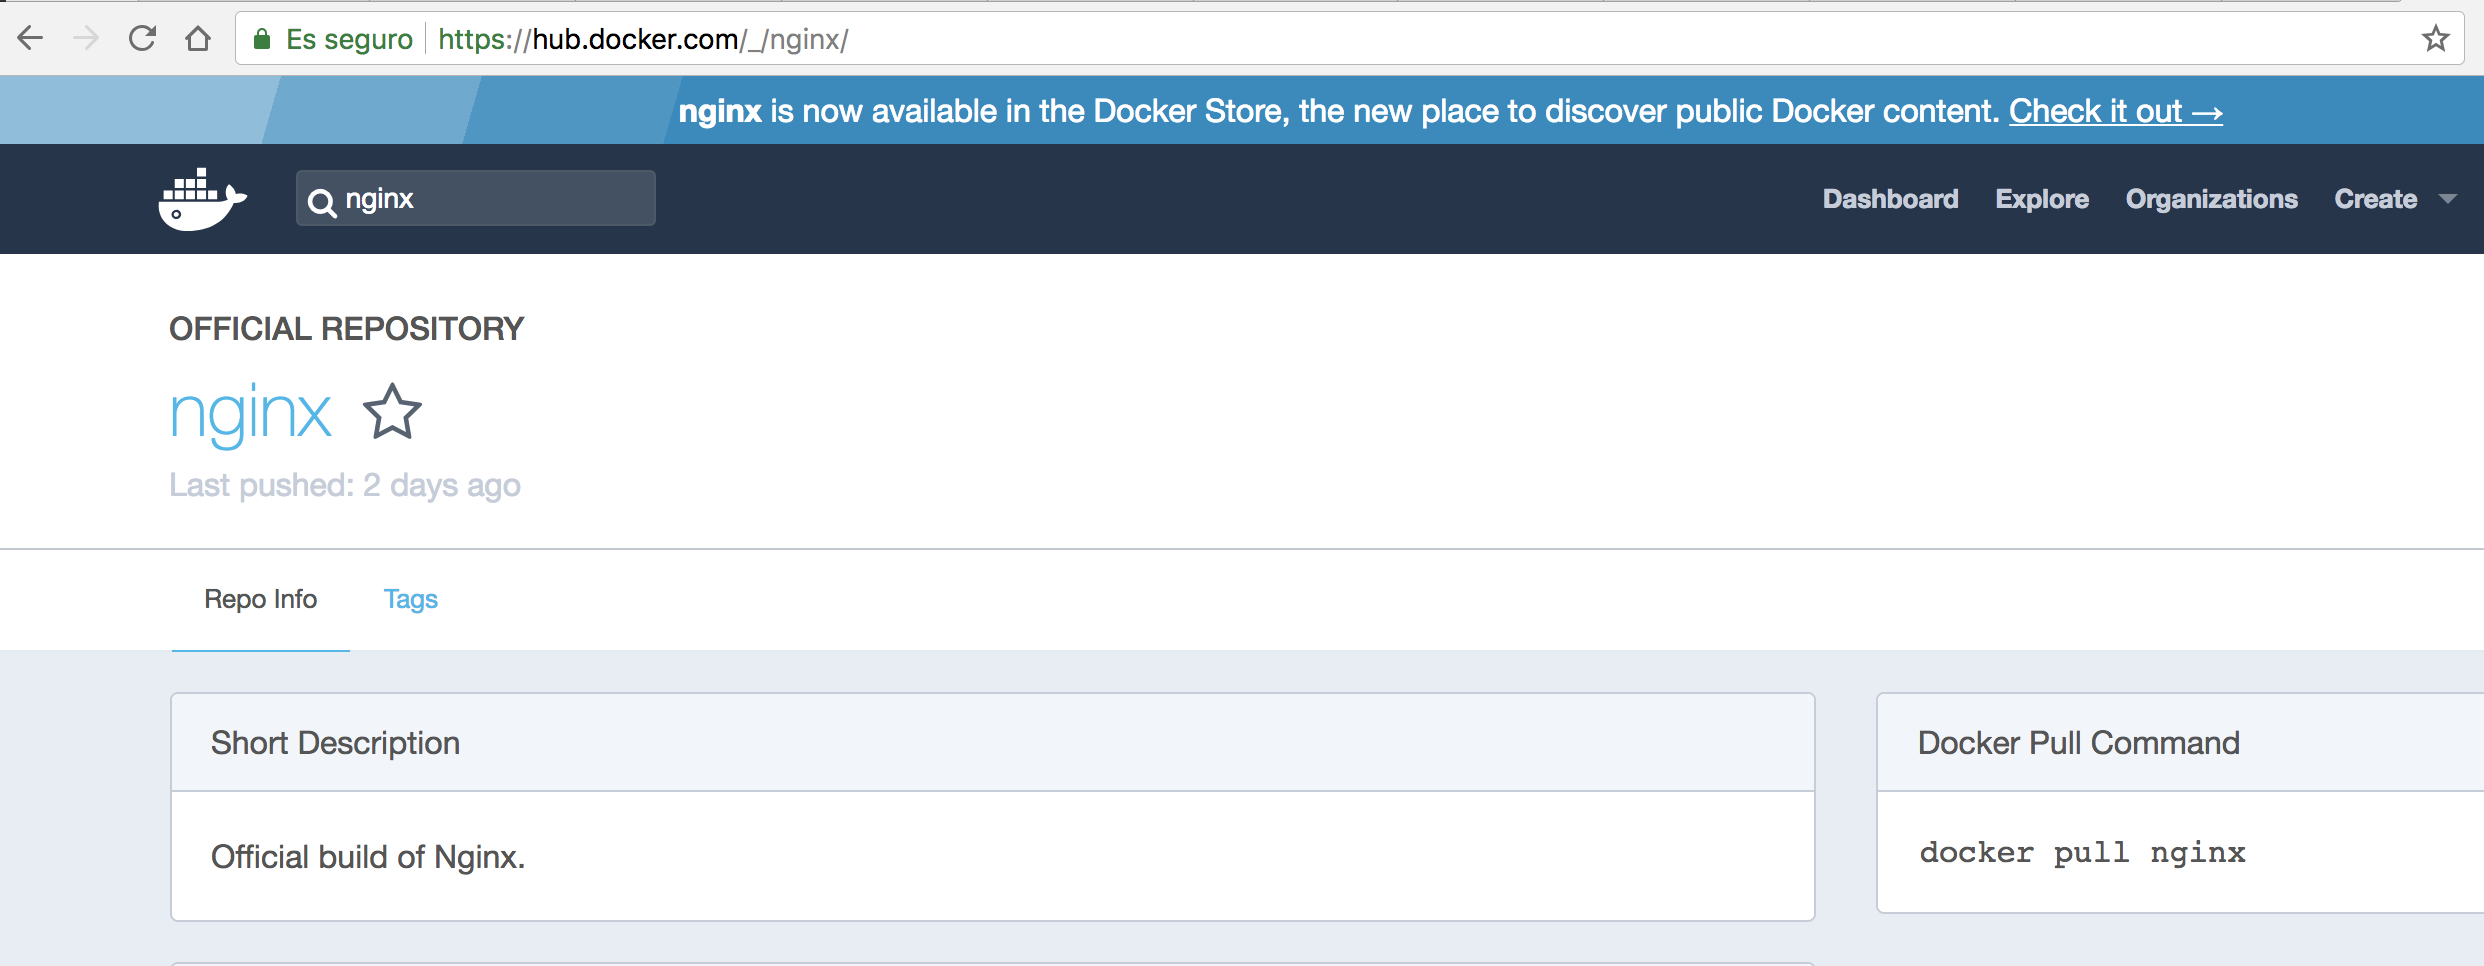 Es seguro https://hub.docker.com/_/nginx/
nginx is now available in the Docker Store, the new place to discover public Docker content. Check it out →
nginx Dashboard Explore Organizations Create
OFFICIAL REPOSITORY
nginx
Last pushed: 2 days ago
Repo Info Tags
Short Description
Docker Pull Command
Official build of Nginx.
docker pull nginx